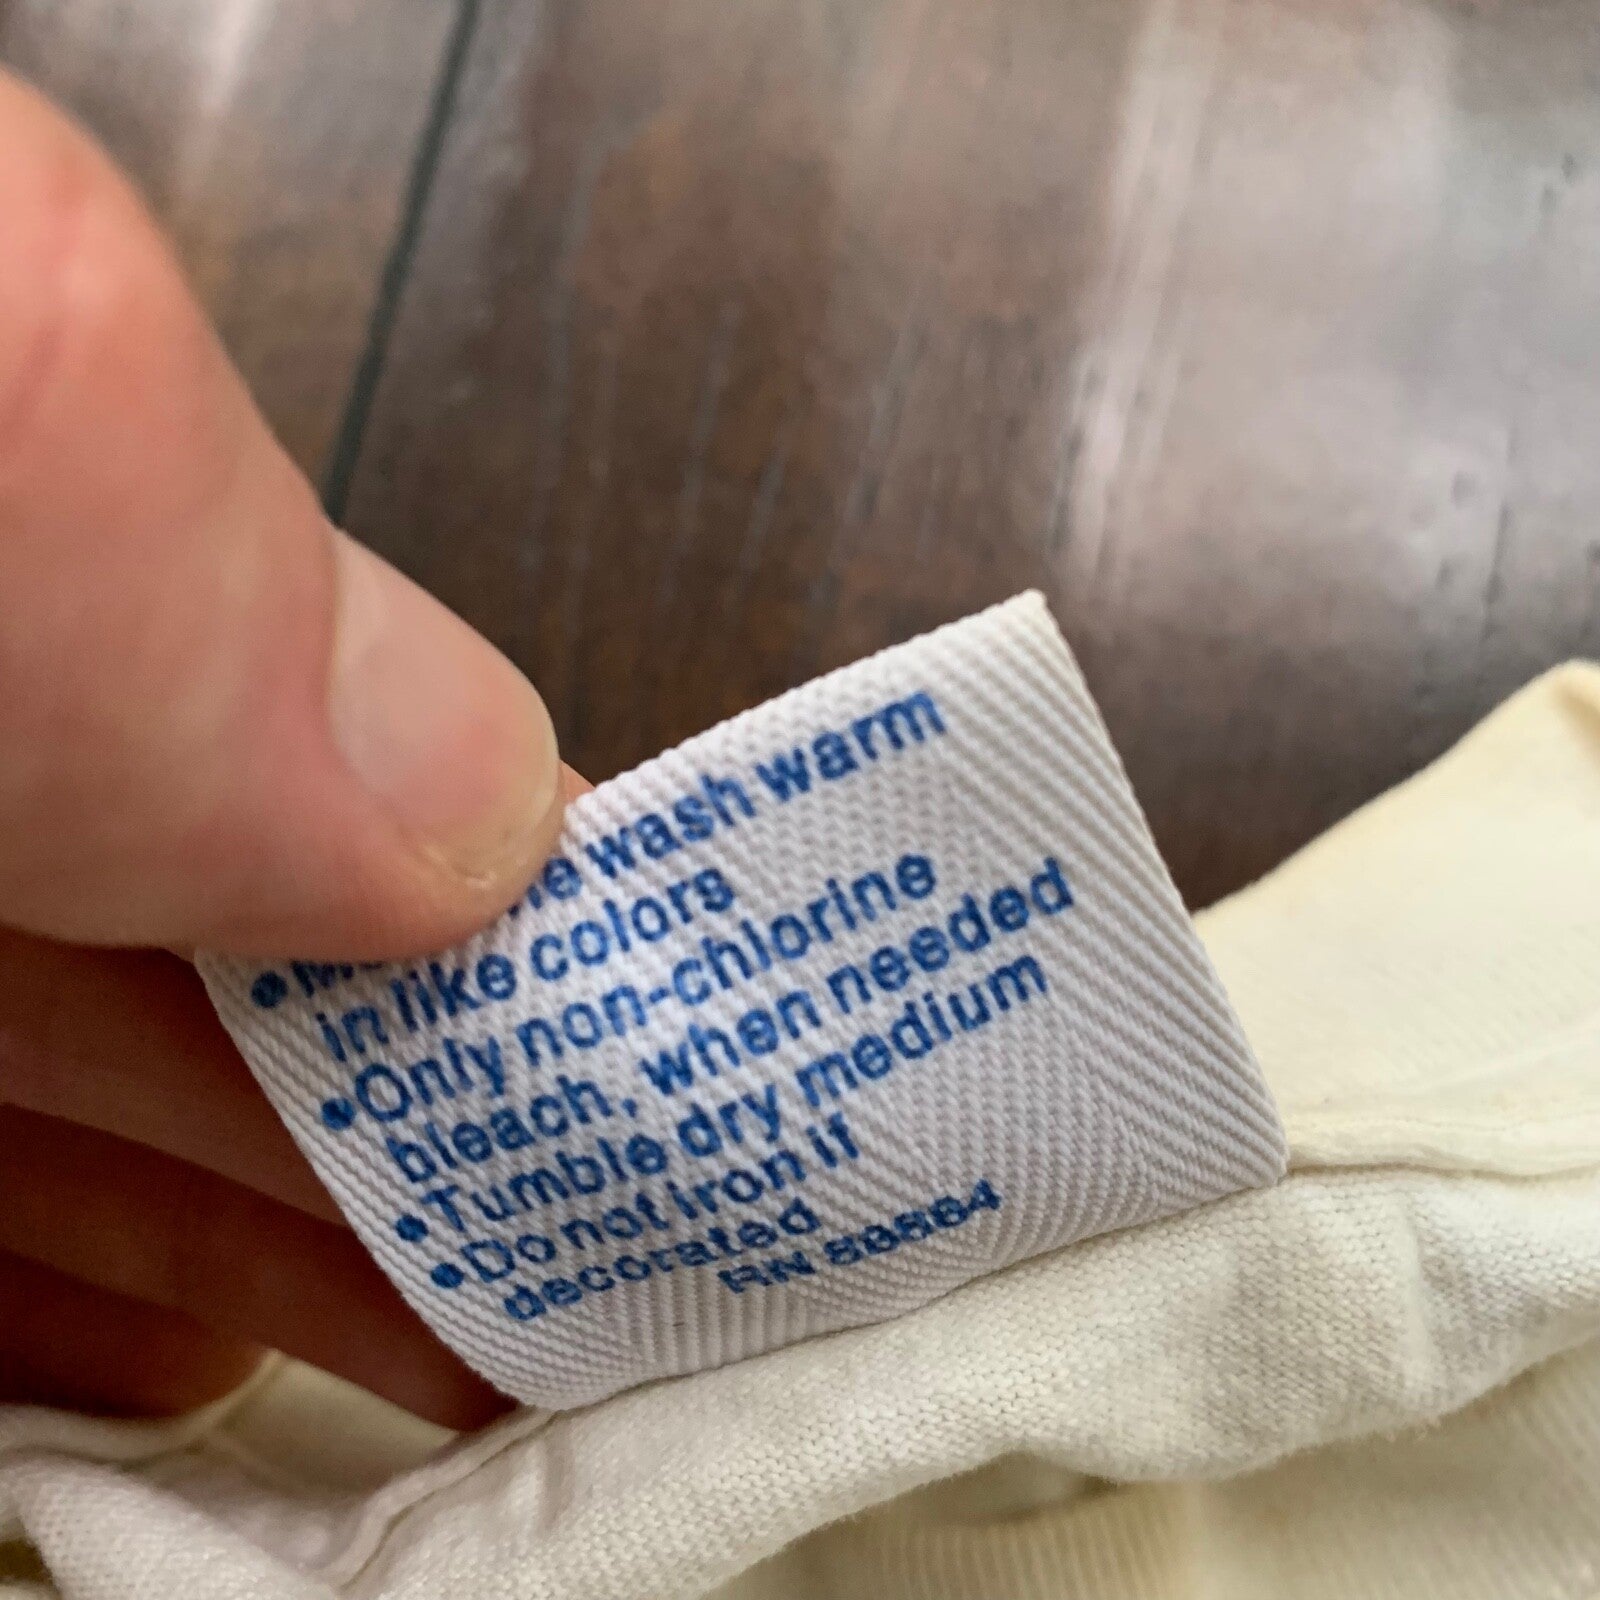 wash warm
in like colors
•Only non-chlorine
bleach, when needed
•Tumble dry medium
•Do not iron if
decorated
RN